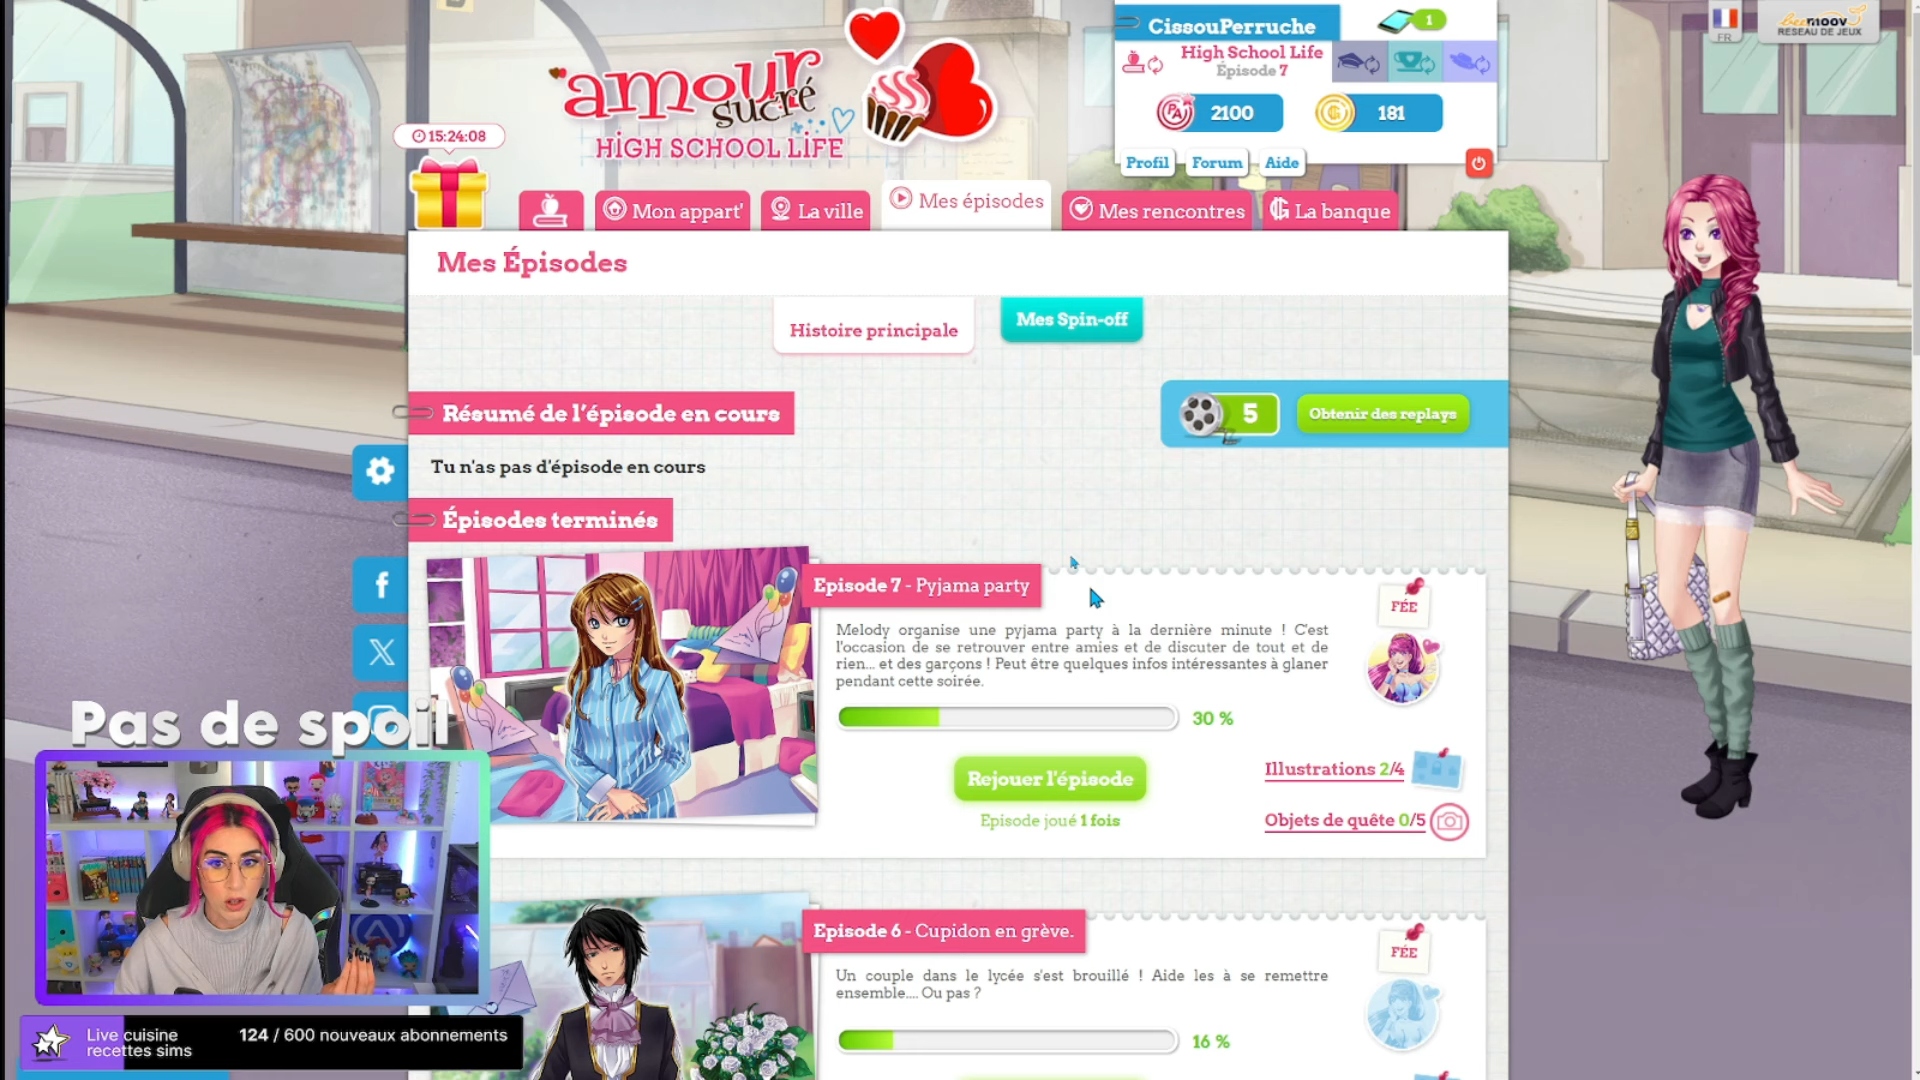 CissouPerruche
1
FR
beemoov
RESEAU DE JEUX
High School Life
Épisode 7
PA
2100
181
Profil
Forum
Aide
amour
sucré
HIGH SCHOOL LIFE
15:24:08
Mon appart'
La ville
Mes épisodes
Mes rencontres
La banque
Mes Épisodes
Histoire principale
Mes Spin-off
Résumé de l'épisode en cours
5
Obtenir des replays
Tu n'as pas d'épisode en cours
Épisodes terminés
Episode 7 - Pyjama party
FÉE
Melody organise une pyjama party à la dernière minute ! C'est
l'occasion de se retrouver entre amies et de discuter de tout et de
rien... et des garçons ! Peut être quelques infos intéressantes à glaner
pendant cette soirée.
30 %
Rejouer l'épisode
Episode joué 1 fois
Illustrations 2/4
Objets de quête 0/5
Pas de spoil
Episode 6 - Cupidon en grève.
FÉE
Un couple dans le lycée s'est brouillé ! Aide les à se remettre
ensemble.... Ou pas ?
16 %
Live cuisine
recettes sims
124 / 600 nouveaux abonnements